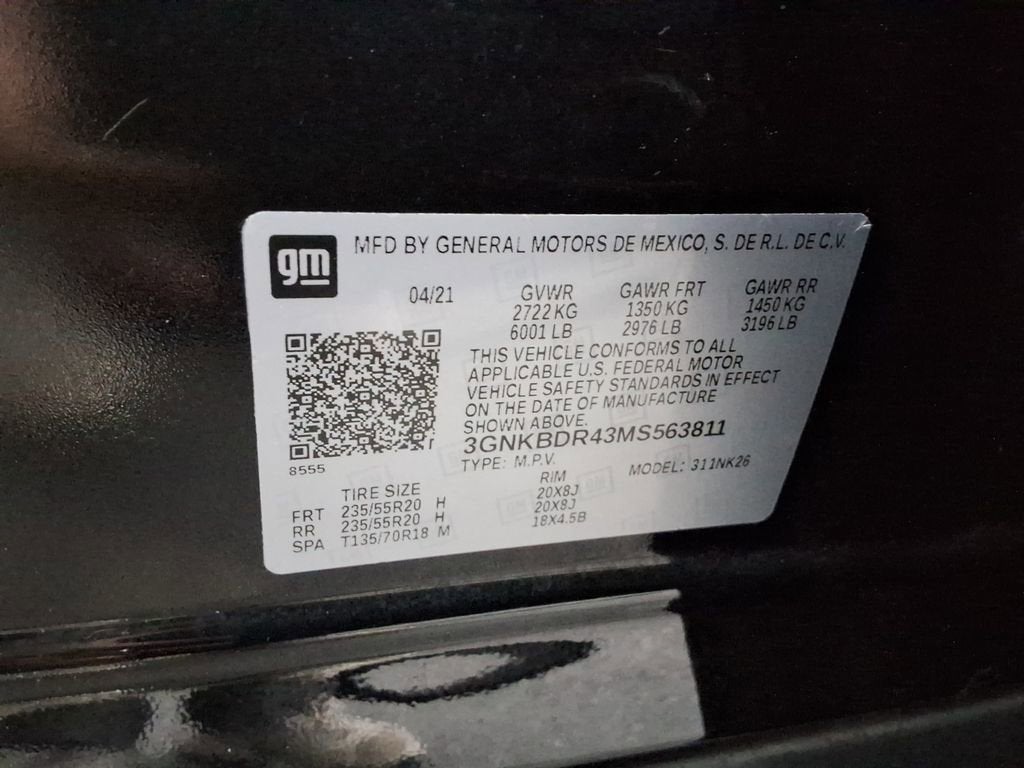 gm MFD BY GENERAL MOTORS DE MEXICO, S. DE R.L. DE C.V.
04/21 GVWR GAWR FRT GAWR RR
2722 KG 1350 KG 1450 KG
6001 LB 2976 LB 3196 LB
THIS VEHICLE CONFORMS TO ALL
APPLICABLE U.S. FEDERAL MOTOR
VEHICLE SAFETY STANDARDS IN EFFECT
ON THE DATE OF MANUFACTURE
SHOWN ABOVE.
3GNKBDR43MS563811
8555 TYPE: M.P.V. MODEL: 311NK26
TIRE SIZE RIM
FRT 235/55R20 H 20X8J
RR 235/55R20 H 20X8J
SPA T135/70R18 M 18X4.5B